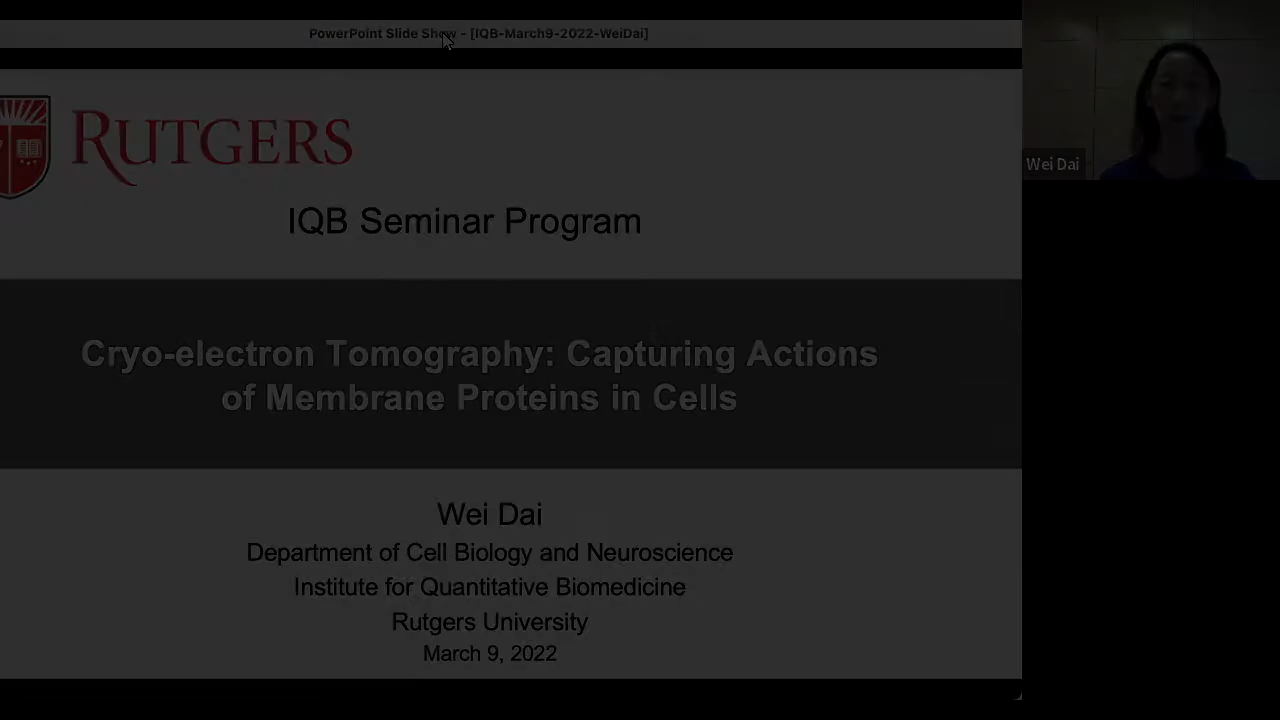 PowerPoint Slide Show - [IQB-March9-2022-WeiDai]
RUTGERS
Wei Dai
IQB Seminar Program
Cryo-electron Tomography: Capturing Actions
of Membrane Proteins in Cells
Wei Dai
Department of Cell Biology and Neuroscience
Institute for Quantitative Biomedicine
Rutgers University
March 9, 2022